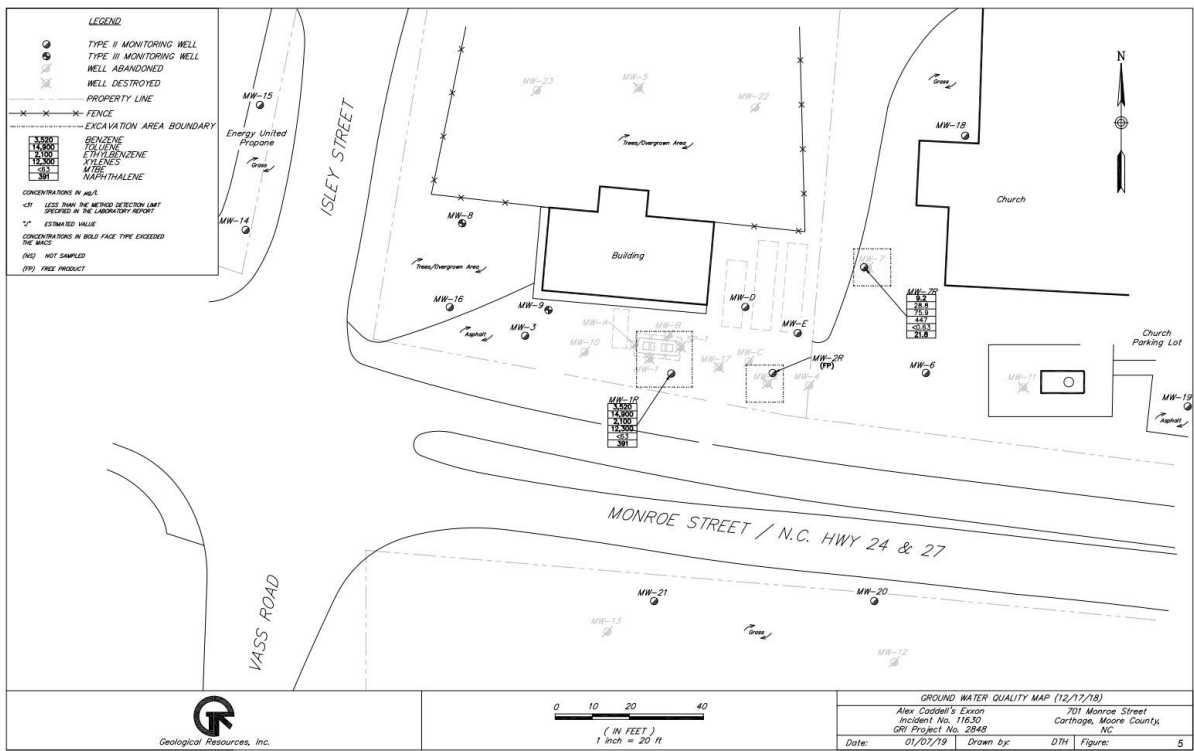 LEGEND
TYPE II MONITORING WELL
TYPE III MONITORING WELL
WELL ABANDONED
WELL DESTROYED
PROPERTY LINE
FENCE
EXCAVATION AREA BOUNDARY
3,520 BENZENE
14,900 TOLUENE
2,100 ETHYLBENZENE
12,300 XYLENES
<63 MTBE
391 NAPHTHALENE
CONCENTRATIONS IN µg/L
<31 LESS THAN THE METHOD DETECTION LIMIT
SPECIFIED IN THE LABORATORY REPORT
"J" ESTIMATED VALUE
CONCENTRATIONS IN BOLD FACE TYPE EXCEEDED
THE MACS
(NS) NOT SAMPLED
(FP) FREE PRODUCT
MW-15
Energy United
Propane
Grass
MW-14
ISLEY STREET
MW-23
MW-5
MW-22
Trees/Overgrown Area
Grass
MW-18
N
Church
MW-8
Building
Trees/Overgrown Area
MW-16
MW-9
MW-3
Asphalt
MW-A
MW-B
MW-10
MW-1
MW-17
MW-C
MW-4
MW-D
MW-E
MW-7
MW-7R
9.2
28.8
75.9
447
<0.63
21.8
MW-2R
(FP)
MW-6
MW-11
Church
Parking Lot
MW-19
Asphalt
MW-1R
3,520
14,900
2,100
12,300
<63
391
MONROE STREET / N.C. HWY 24 & 27
VASS ROAD
MW-21
MW-20
MW-13
Grass
MW-12
Geological Resources, Inc.
0 10 20 40
( IN FEET )
1 inch = 20 ft
GROUND WATER QUALITY MAP (12/17/18)
Alex Caddell's Exxon
Incident No. 11630
GRI Project No. 2848
701 Monroe Street
Carthage, Moore County,
NC
Date: 01/07/19 Drawn by: DTH Figure: 5